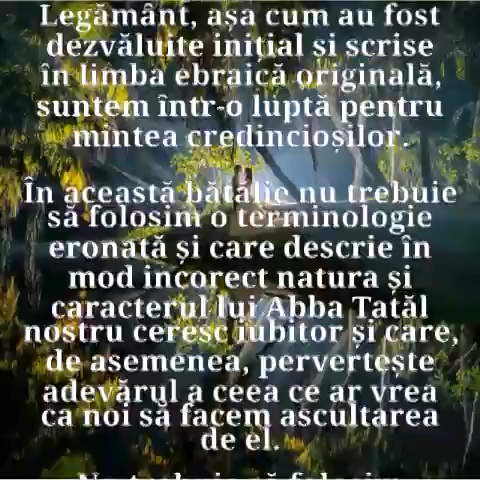 Legământ, așa cum au fost
dezvăluite inițial si scrise
în limba ebraică originală,
suntem într-o luptă pentru
mintea credincioșilor.
În această bătălie nu trebuie
să folosim o terminologie
eronată și care descrie în
mod incorect natura și
caracterul lui Abba Tatăl
nostru ceresc iubitor și care,
de asemenea, pervertește
adevărul a ceea ce ar vrea
ca noi să facem ascultarea
de el.